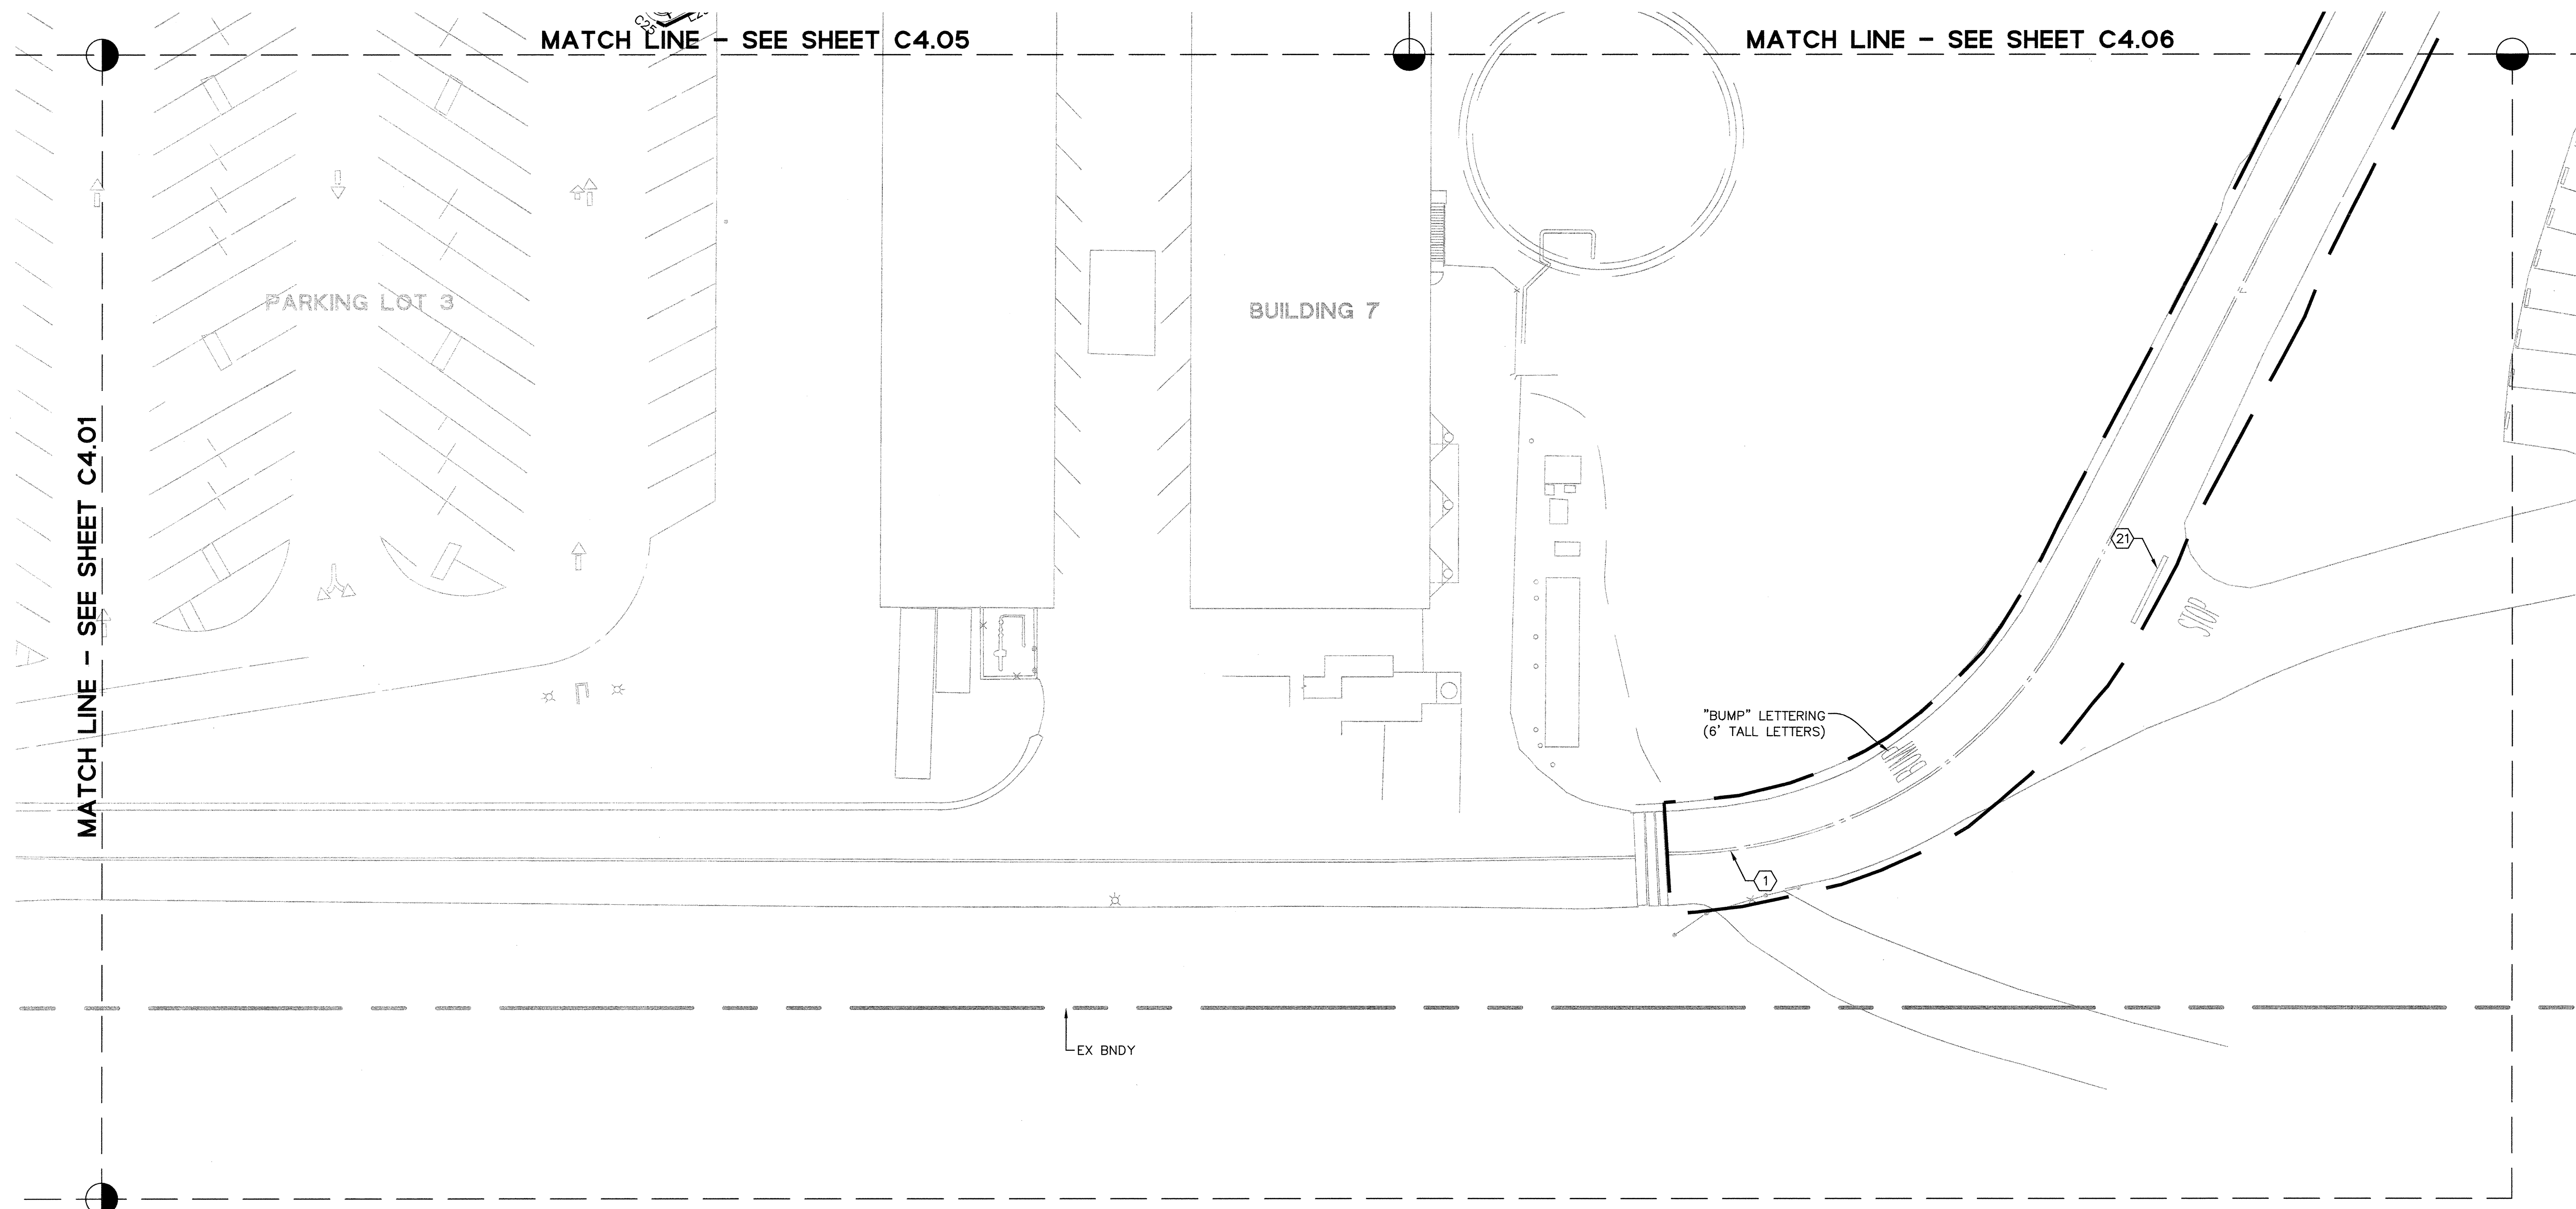 C25
MATCH LINE - SEE SHEET C4.05
MATCH LINE - SEE SHEET C4.06
PARKING LOT 3
BUILDING 7
MATCH LINE - SEE SHEET C4.01
21
STOP
"BUMP" LETTERING
(6' TALL LETTERS)
BUMP
1
EX BNDY